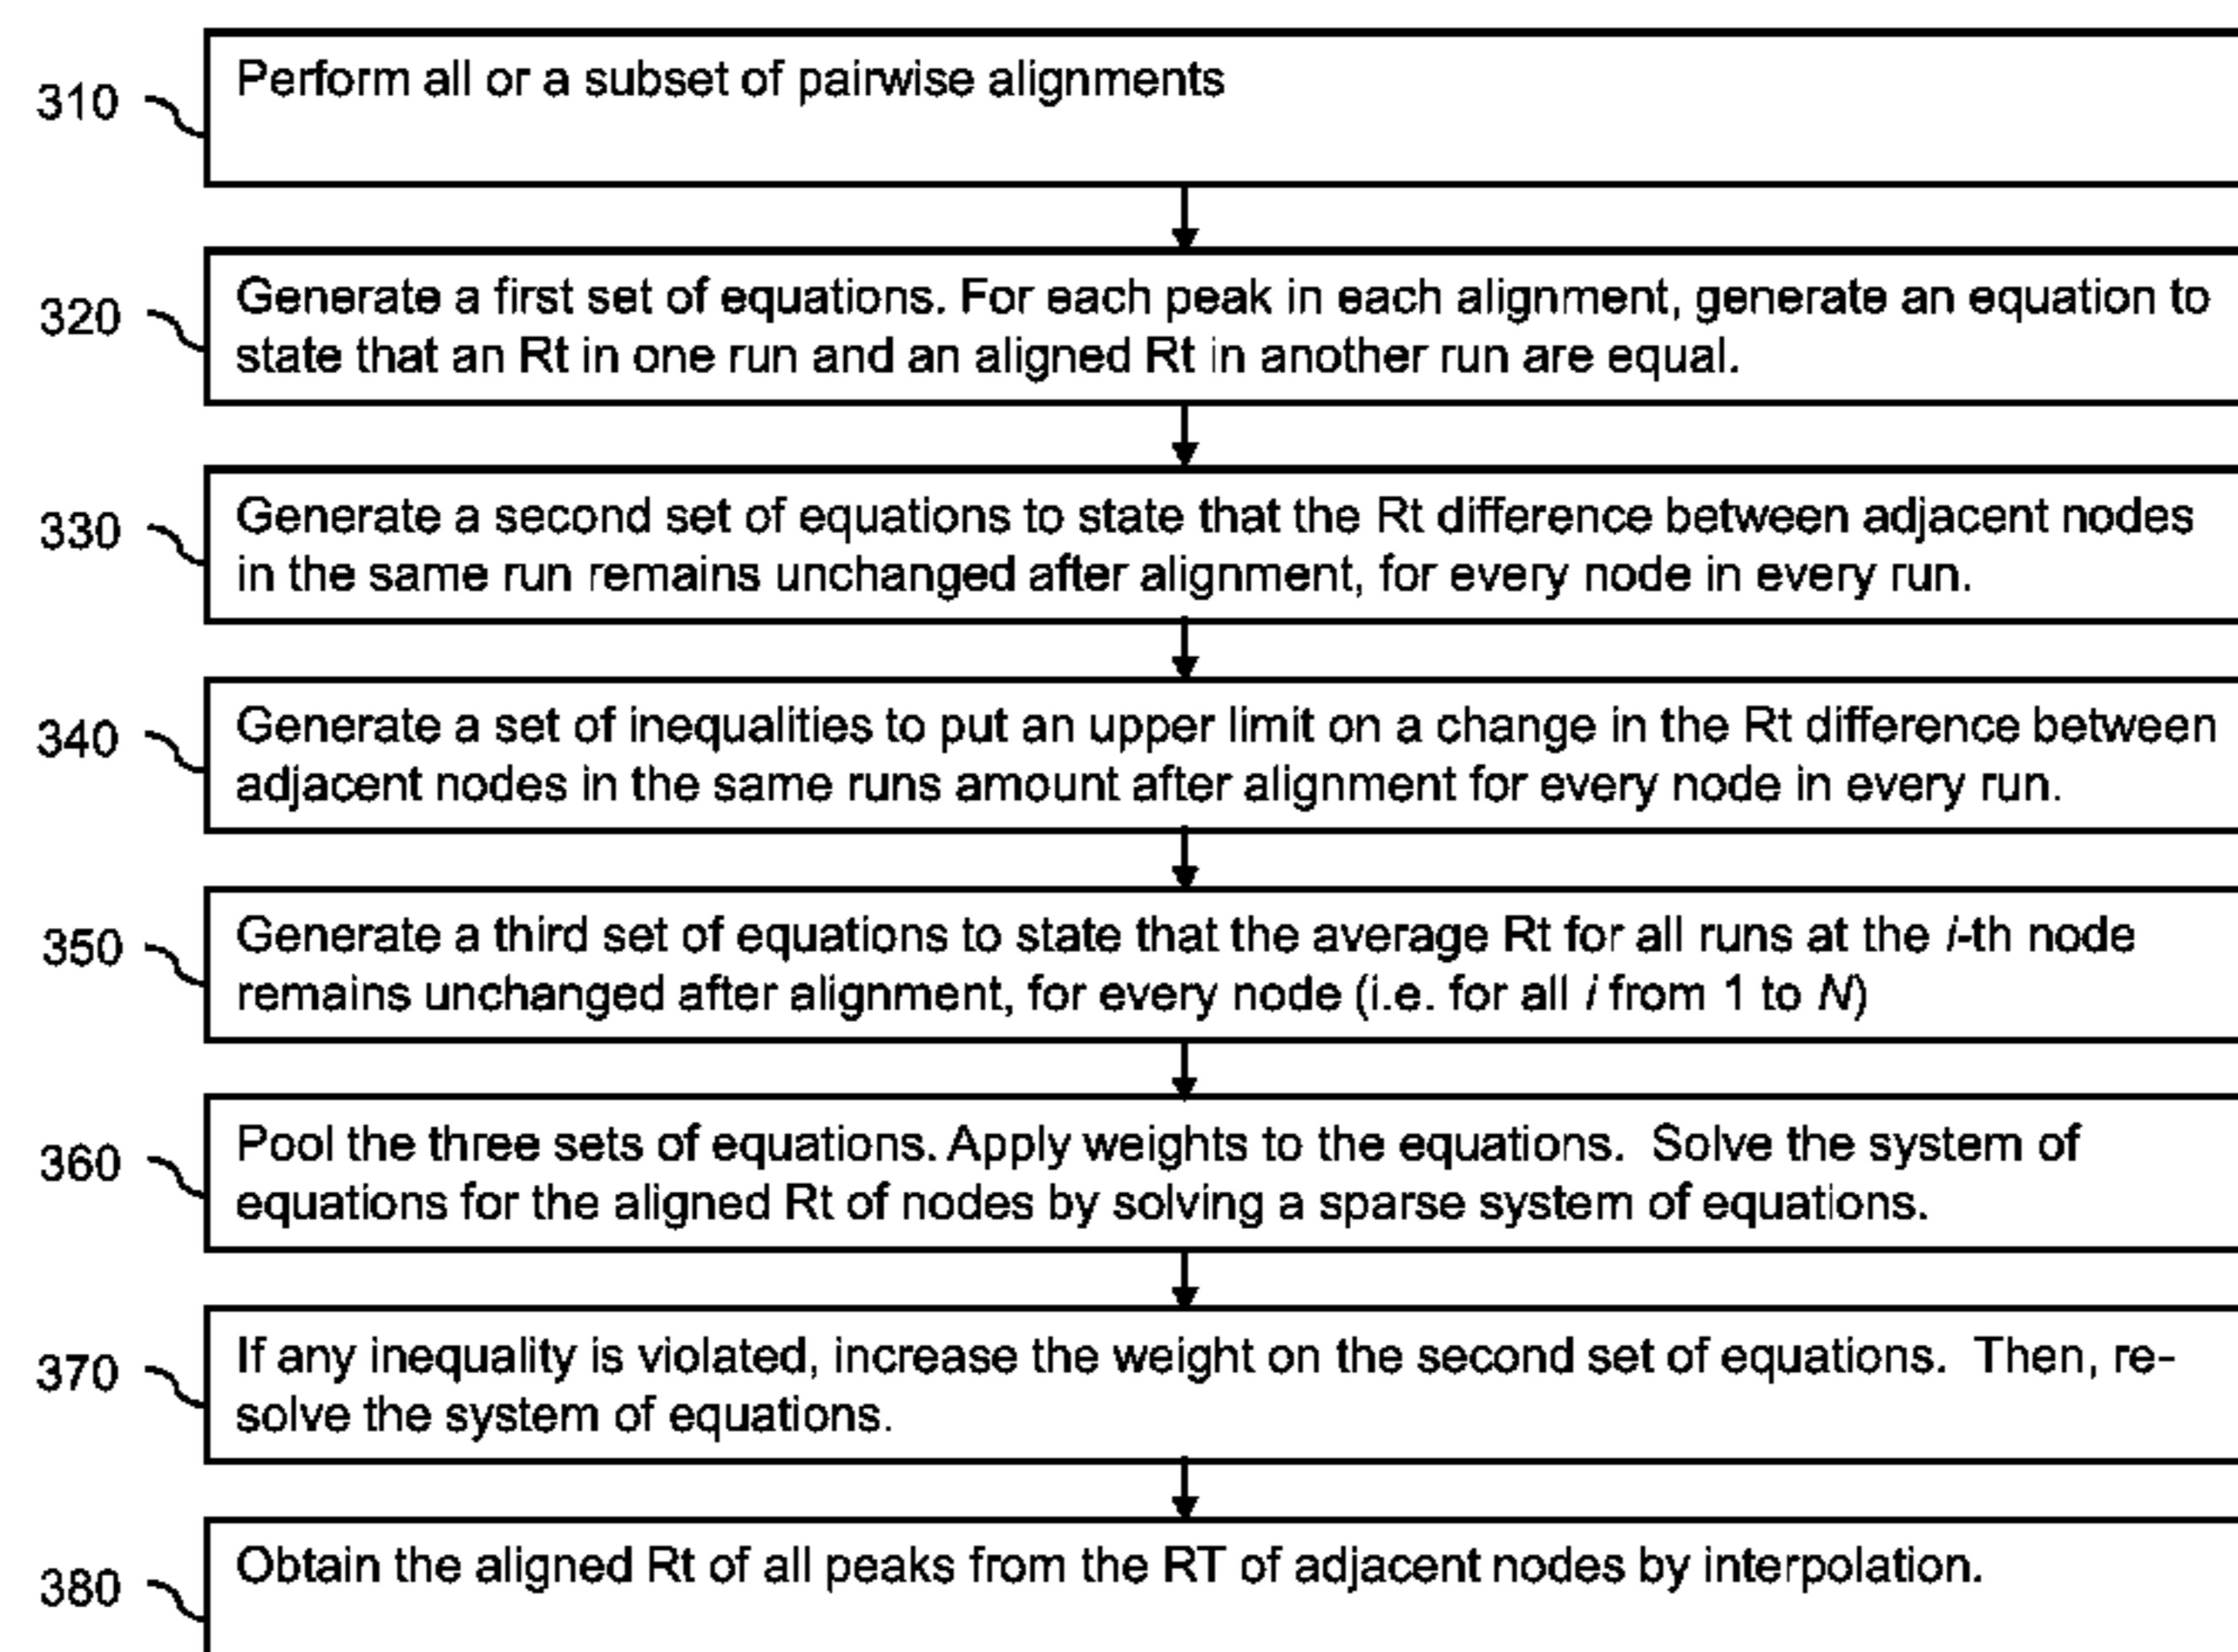 310
Perform all or a subset of pairwise alignments
320
Generate a first set of equations. For each peak in each alignment, generate an equation to
state that an Rt in one run and an aligned Rt in another run are equal.
330
Generate a second set of equations to state that the Rt difference between adjacent nodes
in the same run remains unchanged after alignment, for every node in every run.
340
Generate a set of inequalities to put an upper limit on a change in the Rt difference between
adjacent nodes in the same runs amount after alignment for every node in every run.
350
Generate a third set of equations to state that the average Rt for all runs at the i-th node
remains unchanged after alignment, for every node (i.e. for all i from 1 to N)
360
Pool the three sets of equations. Apply weights to the equations.  Solve the system of
equations for the aligned Rt of nodes by solving a sparse system of equations.
370
If any inequality is violated, increase the weight on the second set of equations.  Then, re-
solve the system of equations.
380
Obtain the aligned Rt of all peaks from the RT of adjacent nodes by interpolation.